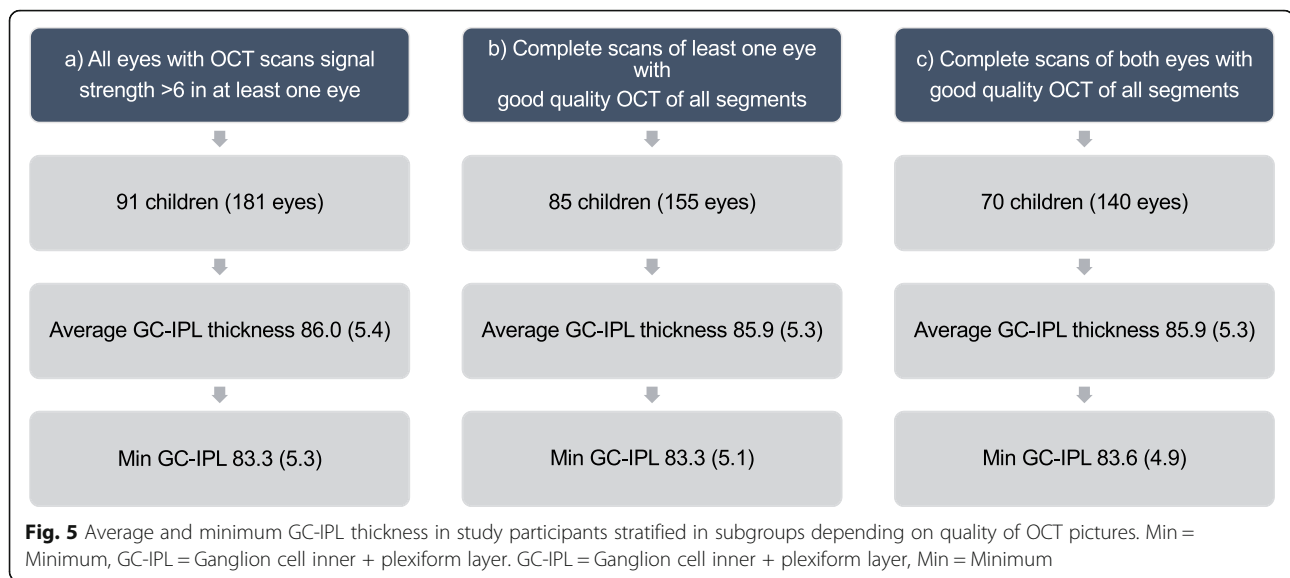 a) All eyes with OCT scans signal
strength >6 in at least one eye
91 children (181 eyes)
Average GC-IPL thickness 86.0 (5.4)
Min GC-IPL 83.3 (5.3)
b) Complete scans of least one eye
with
good quality OCT of all segments
85 children (155 eyes)
Average GC-IPL thickness 85.9 (5.3)
Min GC-IPL 83.3 (5.1)
c) Complete scans of both eyes with
good quality OCT of all segments
70 children (140 eyes)
Average GC-IPL thickness 85.9 (5.3)
Min GC-IPL 83.6 (4.9)
Fig. 5 Average and minimum GC-IPL thickness in study participants stratified in subgroups depending on quality of OCT pictures. Min =
Minimum, GC-IPL = Ganglion cell inner + plexiform layer. GC-IPL = Ganglion cell inner + plexiform layer, Min = Minimum